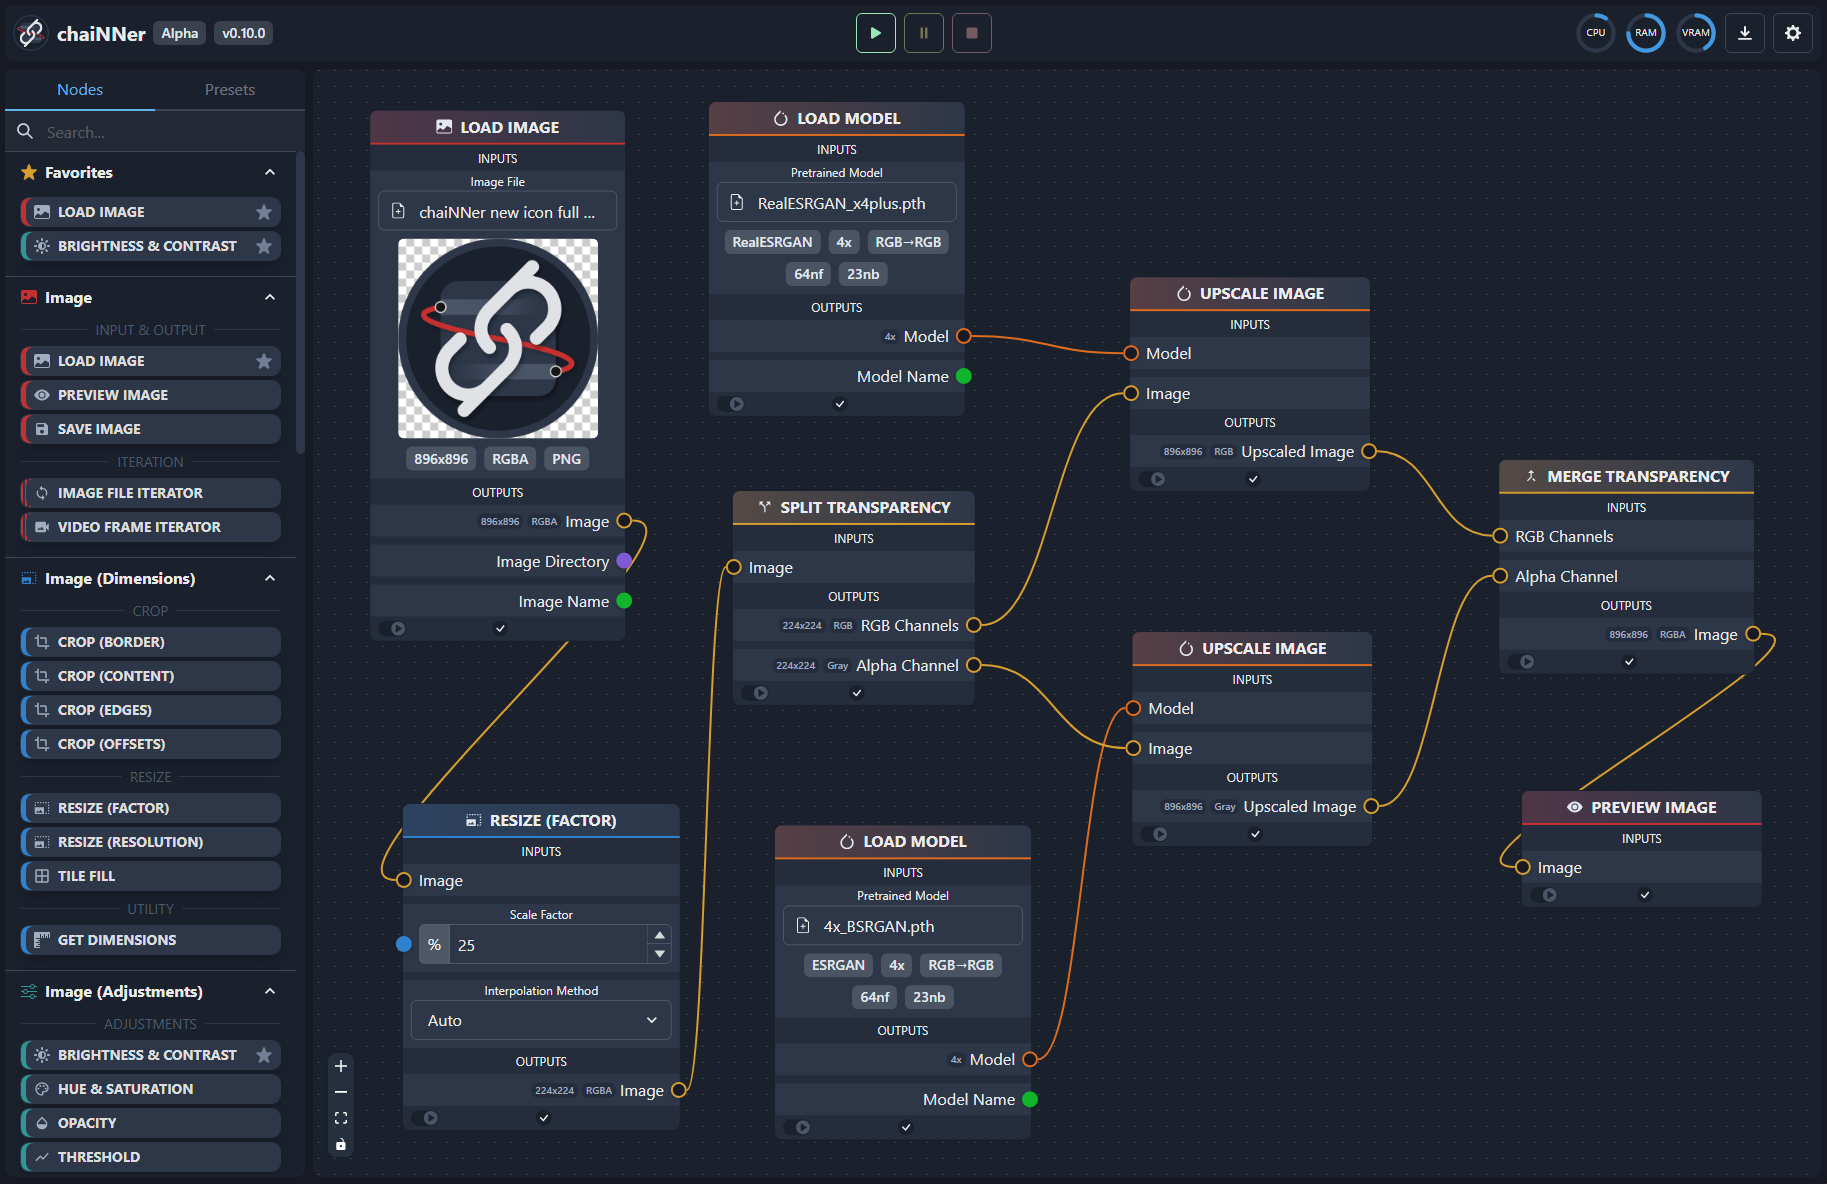 chaiNNer Alpha v0.10.0
CPU RAM VRAM
Nodes Presets
Search...
Favorites
LOAD IMAGE
BRIGHTNESS & CONTRAST
Image
INPUT & OUTPUT
LOAD IMAGE
PREVIEW IMAGE
SAVE IMAGE
ITERATION
IMAGE FILE ITERATOR
VIDEO FRAME ITERATOR
Image (Dimensions)
CROP
CROP (BORDER)
CROP (CONTENT)
CROP (EDGES)
CROP (OFFSETS)
RESIZE
RESIZE (FACTOR)
RESIZE (RESOLUTION)
TILE FILL
UTILITY
GET DIMENSIONS
Image (Adjustments)
ADJUSTMENTS
BRIGHTNESS & CONTRAST
HUE & SATURATION
OPACITY
THRESHOLD
LOAD IMAGE
INPUTS
Image File
chaiNNer new icon full ...
896x896 RGBA PNG
OUTPUTS
896x896 RGBA Image
Image Directory
Image Name
RESIZE (FACTOR)
INPUTS
Image
Scale Factor
% 25
Interpolation Method
Auto
OUTPUTS
224x224 RGBA Image
LOAD MODEL
INPUTS
Pretrained Model
RealESRGAN_x4plus.pth
RealESRGAN 4x RGB→RGB
64nf 23nb
OUTPUTS
4x Model
Model Name
SPLIT TRANSPARENCY
INPUTS
Image
OUTPUTS
224x224 RGB RGB Channels
224x224 Gray Alpha Channel
LOAD MODEL
INPUTS
Pretrained Model
4x_BSRGAN.pth
ESRGAN 4x RGB→RGB
64nf 23nb
OUTPUTS
4x Model
Model Name
UPSCALE IMAGE
INPUTS
Model
Image
OUTPUTS
896x896 RGB Upscaled Image
UPSCALE IMAGE
INPUTS
Model
Image
OUTPUTS
896x896 Gray Upscaled Image
MERGE TRANSPARENCY
INPUTS
RGB Channels
Alpha Channel
OUTPUTS
896x896 RGBA Image
PREVIEW IMAGE
INPUTS
Image